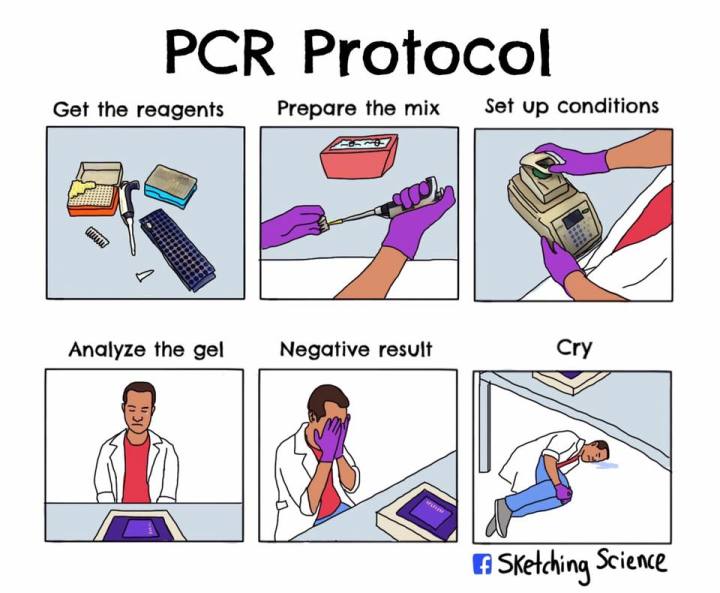 PCR Protocol
Get the reagents
Prepare the mix
Set up conditions
Analyze the gel
Negative result
Cry
f Sketching Science